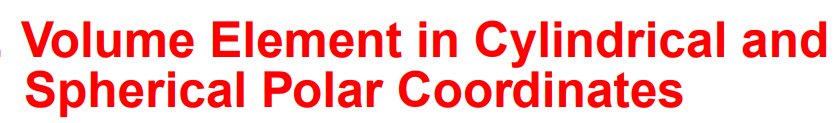 Volume Element in Cylindrical and
Spherical Polar Coordinates